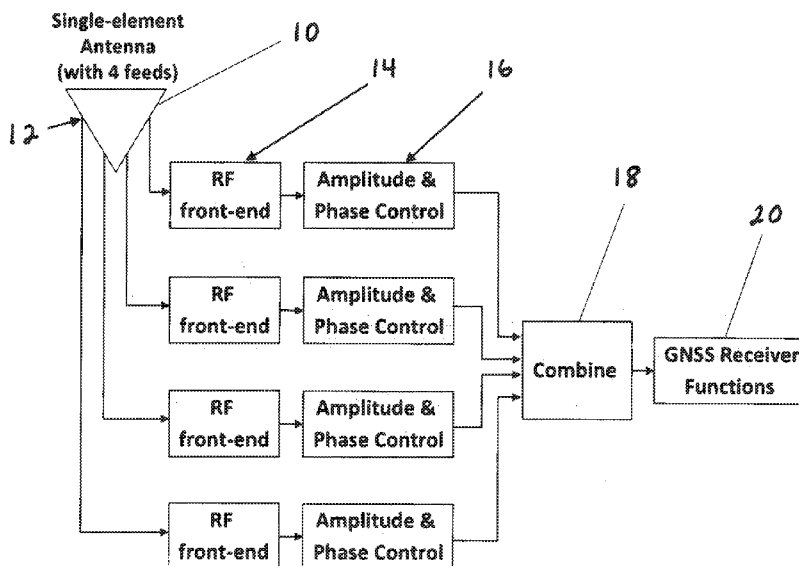 Single-element
Antenna
(with 4 feeds)
10
12
14
16
18
20
RF
front-end
Amplitude &
Phase Control
RF
front-end
Amplitude &
Phase Control
Combine
GNSS Receiver
Functions
RF
front-end
Amplitude &
Phase Control
RF
front-end
Amplitude &
Phase Control